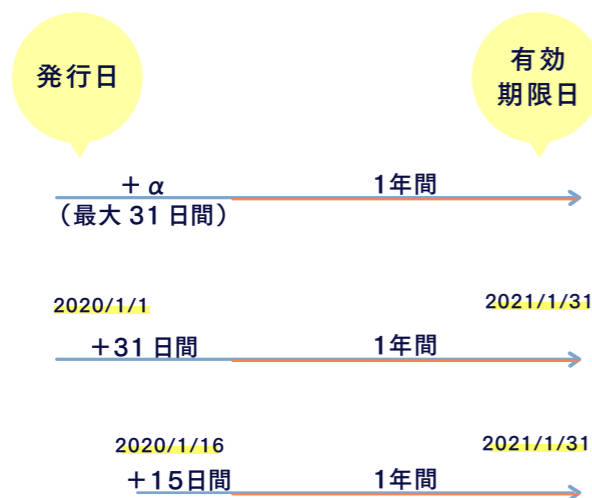 発行日
有効
期限日
+α
1年間
(最大 31 日間)
2020/1/1
2021/1/31
+31 日間
1年間
2020/1/16
2021/1/31
+15日間
1年間